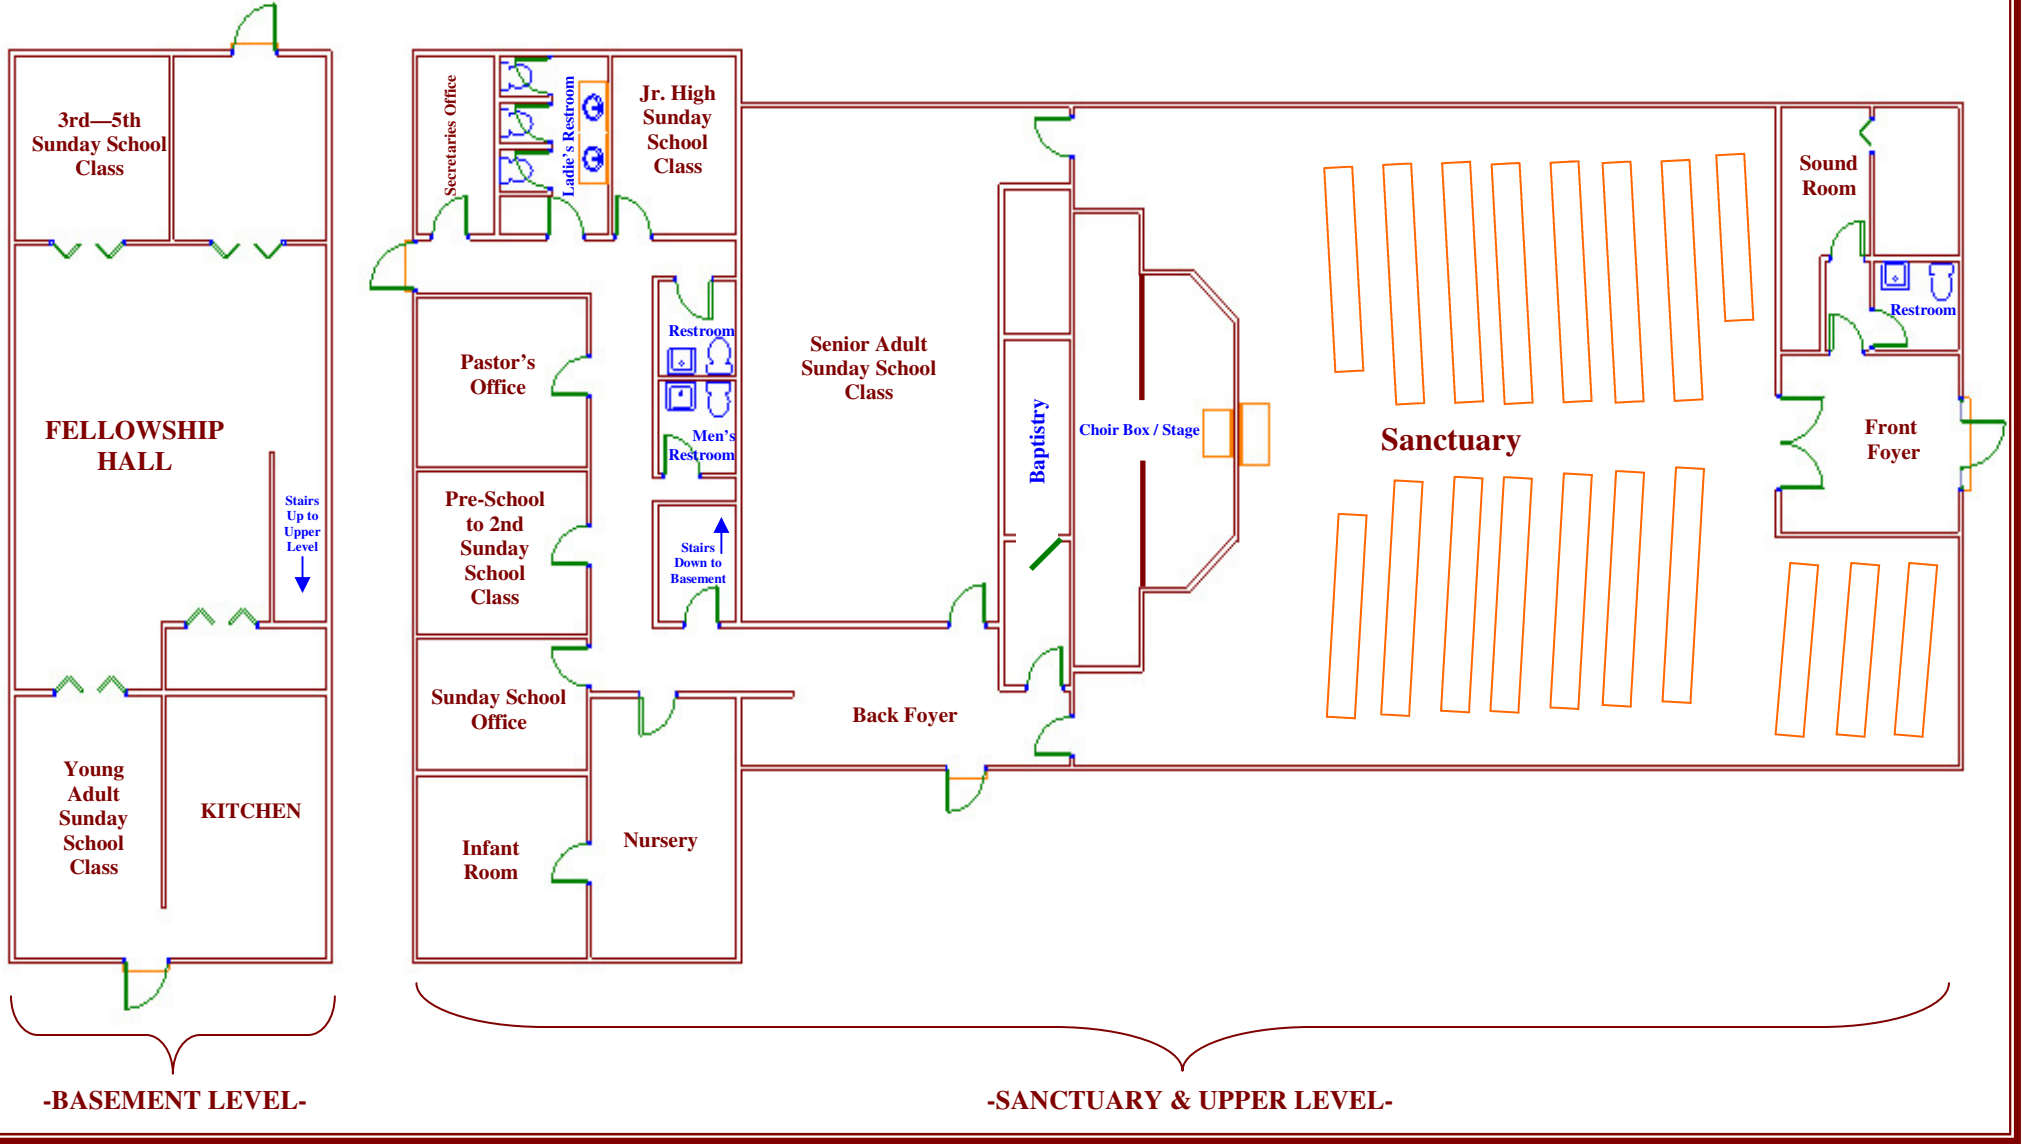 3rd—5th
Sunday School
Class
FELLOWSHIP
HALL
Stairs
Up to
Upper
Level
Young
Adult
Sunday
School
Class
KITCHEN
-BASEMENT LEVEL-
Secretaries Office
Ladie's Restroom
Jr. High
Sunday
School
Class
Pastor's
Office
Restroom
Men's
Restroom
Pre-School
to 2nd
Sunday
School
Class
Stairs
Down to
Basement
Sunday School
Office
Infant
Room
Nursery
Senior Adult
Sunday School
Class
Back Foyer
Baptistry
Choir Box / Stage
Sanctuary
Sound
Room
Restroom
Front
Foyer
-SANCTUARY & UPPER LEVEL-